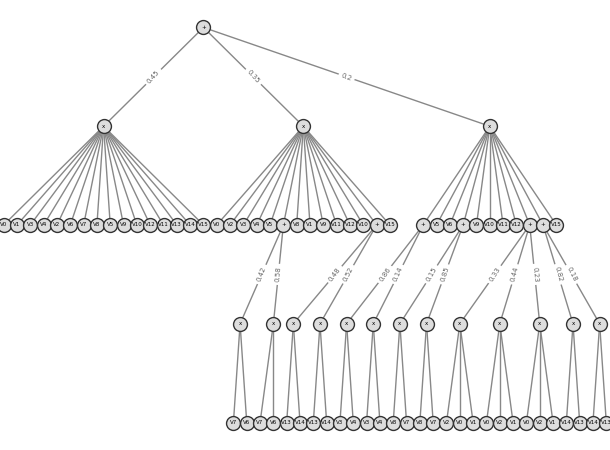 +
0.45 0.35 0.2
x x x
V0 V1 V3 V4 V2 V6 V7 V8 V5 V9 V10 V12 V11 V13 V14 V15 V0 V2 V3 V4 V5 + V8 V1 V9 V11 V12 V10 + V15 + V5 V6 + V9 V10 V11 V12 + + V15
0.42 0.58 0.48 0.52 0.86 0.14 0.15 0.85 0.33 0.44 0.23 0.82 0.18
x x x x x x x x x x x x x
V7 V6 V7 V6 V13 V14 V13 V14 V3 V4 V3 V4 V8 V7 V8 V7 V2 V0 V1 V0 V2 V1 V0 V2 V1 V14 V13 V14 V13